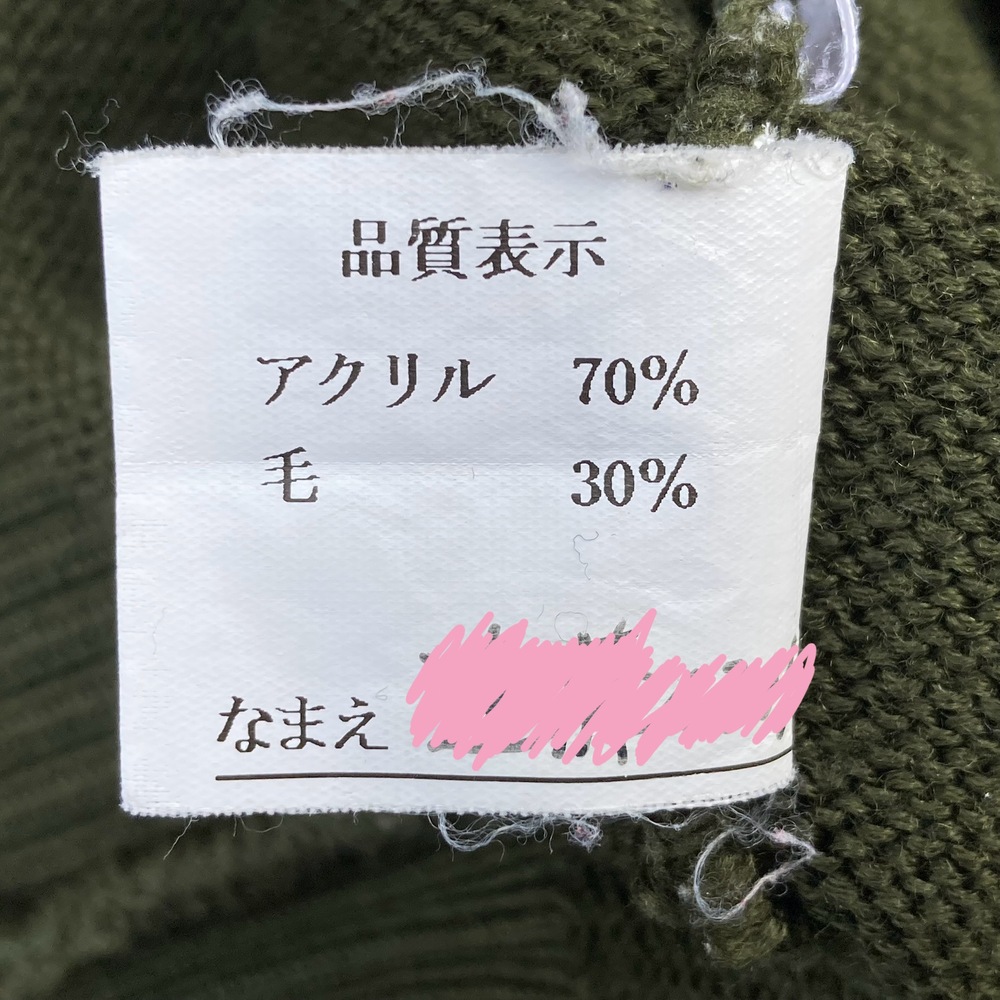 品質表示
アクリル 70%
毛 30%
なまえ